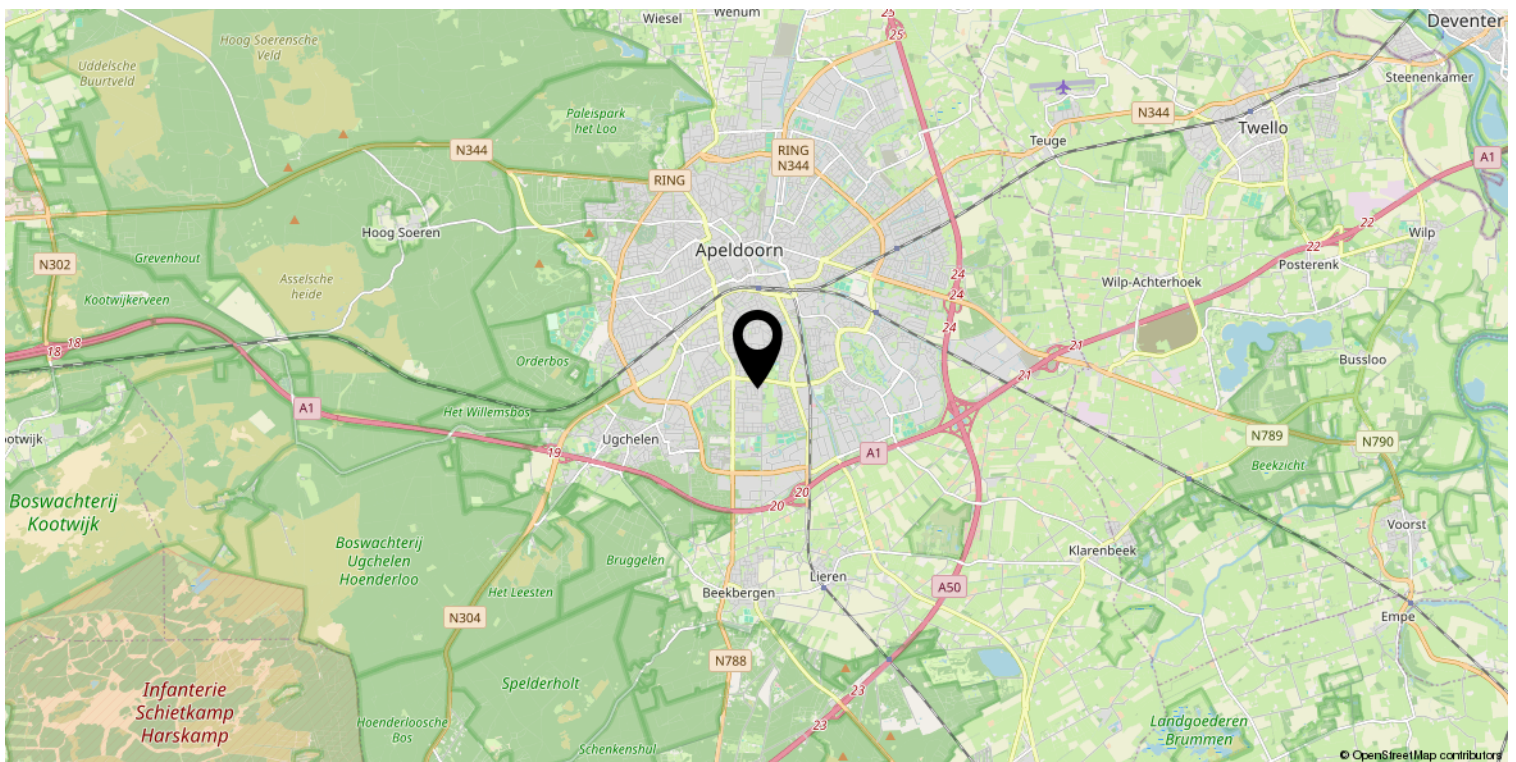 Wiesel
Wenum
25
25
Deventer
Hoog Soerensche
Veld
Uddelsche
Buurtveld
Steenenkamer
Paleispark
het Loo
N344
Twello
Teuge
N344
RING
N344
A1
RING
Hoog Soeren
22
Wilp
22
N302
Grevenhout
Apeldoorn
Posterenk
Asselsche
heide
24
Wilp-Achterhoek
Kootwijkerveen
24
24
18
18
21
Orderbos
21
Bussloo
A1
Het Willemsbos
otwijk
Ugchelen
19
A1
N789
N790
Beekzicht
Boswachterij
Kootwijk
20
20
Voorst
Boswachterij
Ugchelen
Hoenderloo
Bruggelen
Klarenbeek
Lieren
Het Leesten
Beekbergen
A50
N304
Empe
N788
Spelderholt
Infanterie
Schietkamp
Harskamp
23
23
Hoenderloosche
Bos
Landgoederen
Brummen
Schenkenshul
© OpenStreetMap contributors